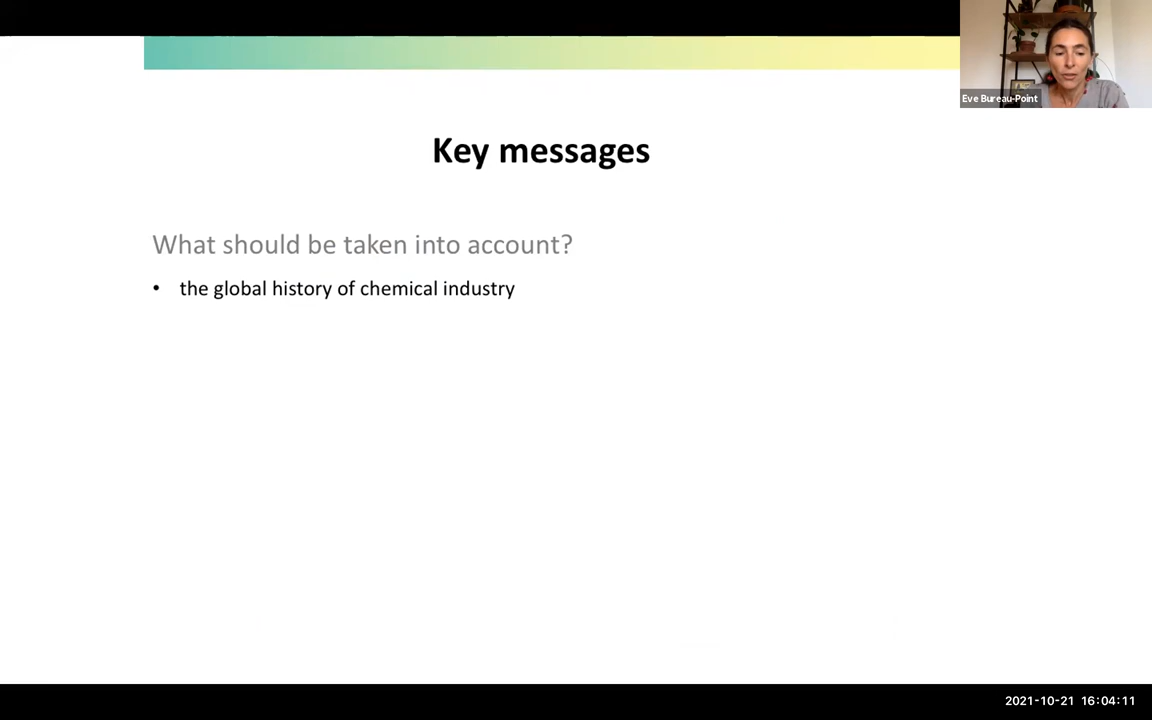 Eve Bureau-Point
Key messages
What should be taken into account?
• the global history of chemical industry
2021-10-21 16:04:11